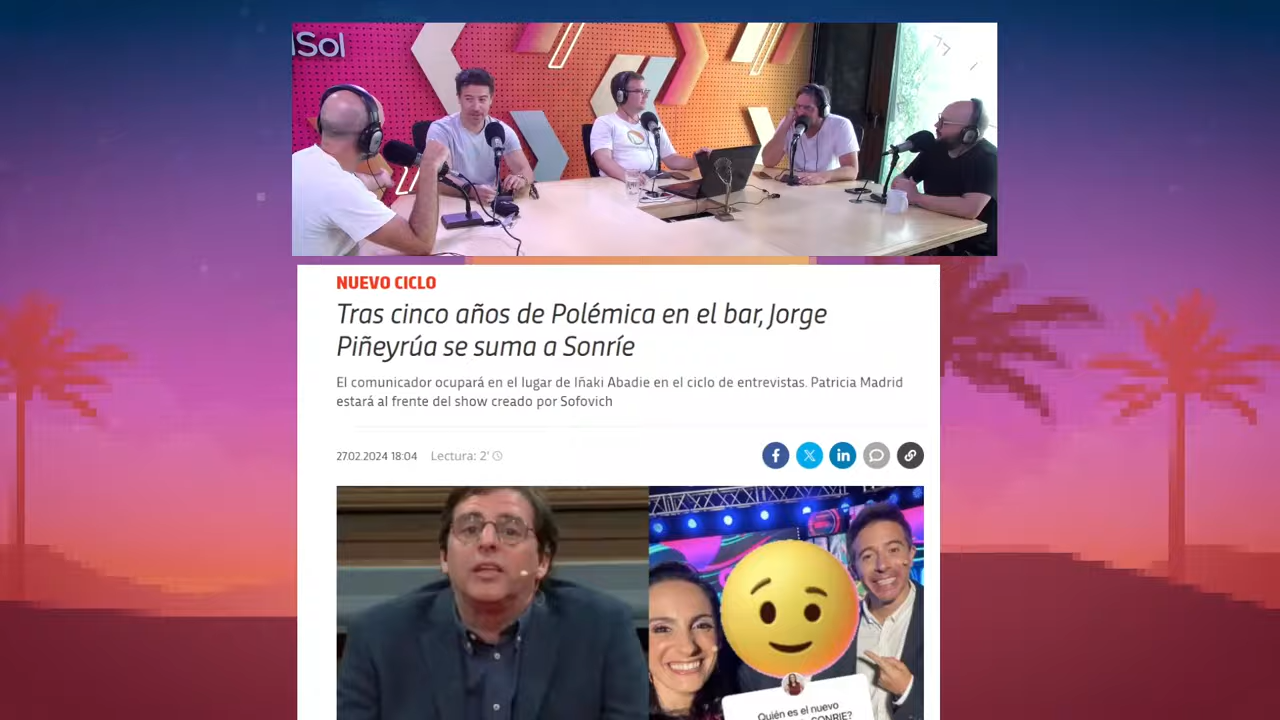 lSol
NUEVO CICLO
Tras cinco años de Polémica en el bar, Jorge
Piñeyrúa se suma a Sonríe
El comunicador ocupará en el lugar de Iñaki Abadie en el ciclo de entrevistas. Patricia Madrid
estará al frente del show creado por Sofovich
27.02.2024 18:04 Lectura: 2'
Quién es el nuevo
SONRIE?